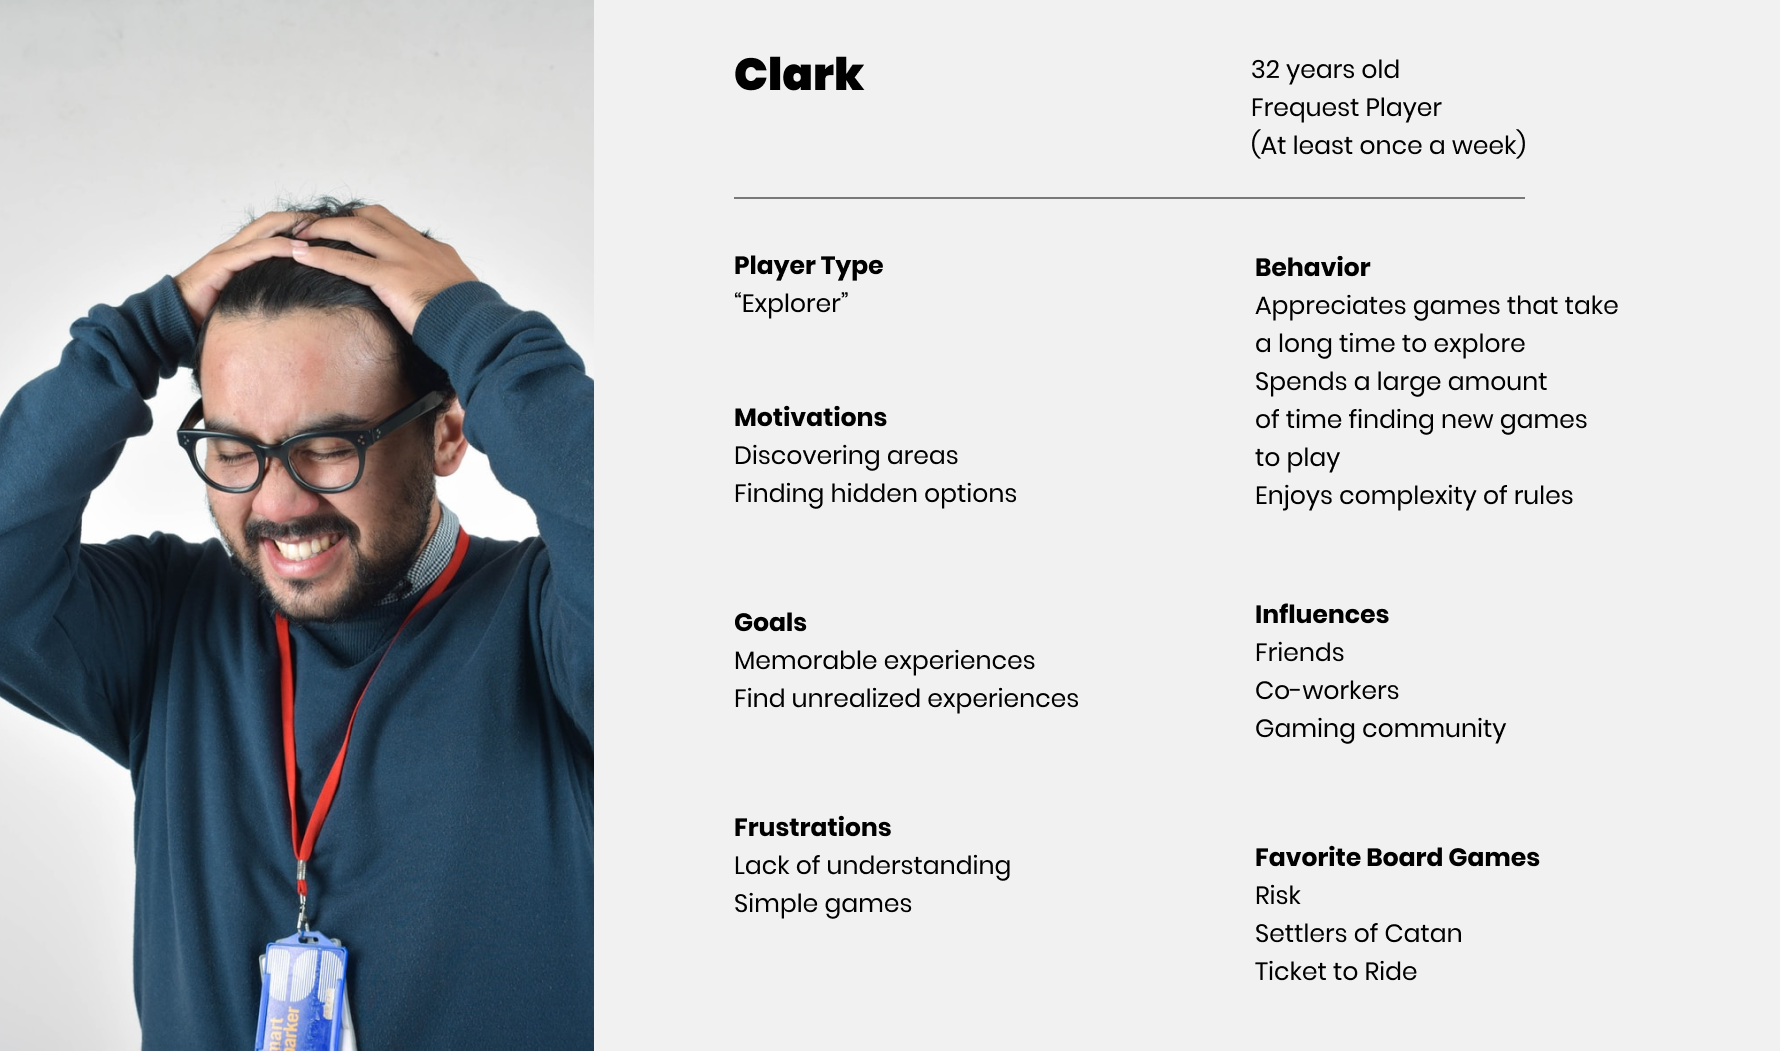 Clark
32 years old
Frequest Player
(At least once a week)
Player Type
“Explorer”
Motivations
Discovering areas
Finding hidden options
Goals
Memorable experiences
Find unrealized experiences
Frustrations
Lack of understanding
Simple games
Behavior
Appreciates games that take
a long time to explore
Spends a large amount
of time finding new games
to play
Enjoys complexity of rules
Influences
Friends
Co-workers
Gaming community
Favorite Board Games
Risk
Settlers of Catan
Ticket to Ride